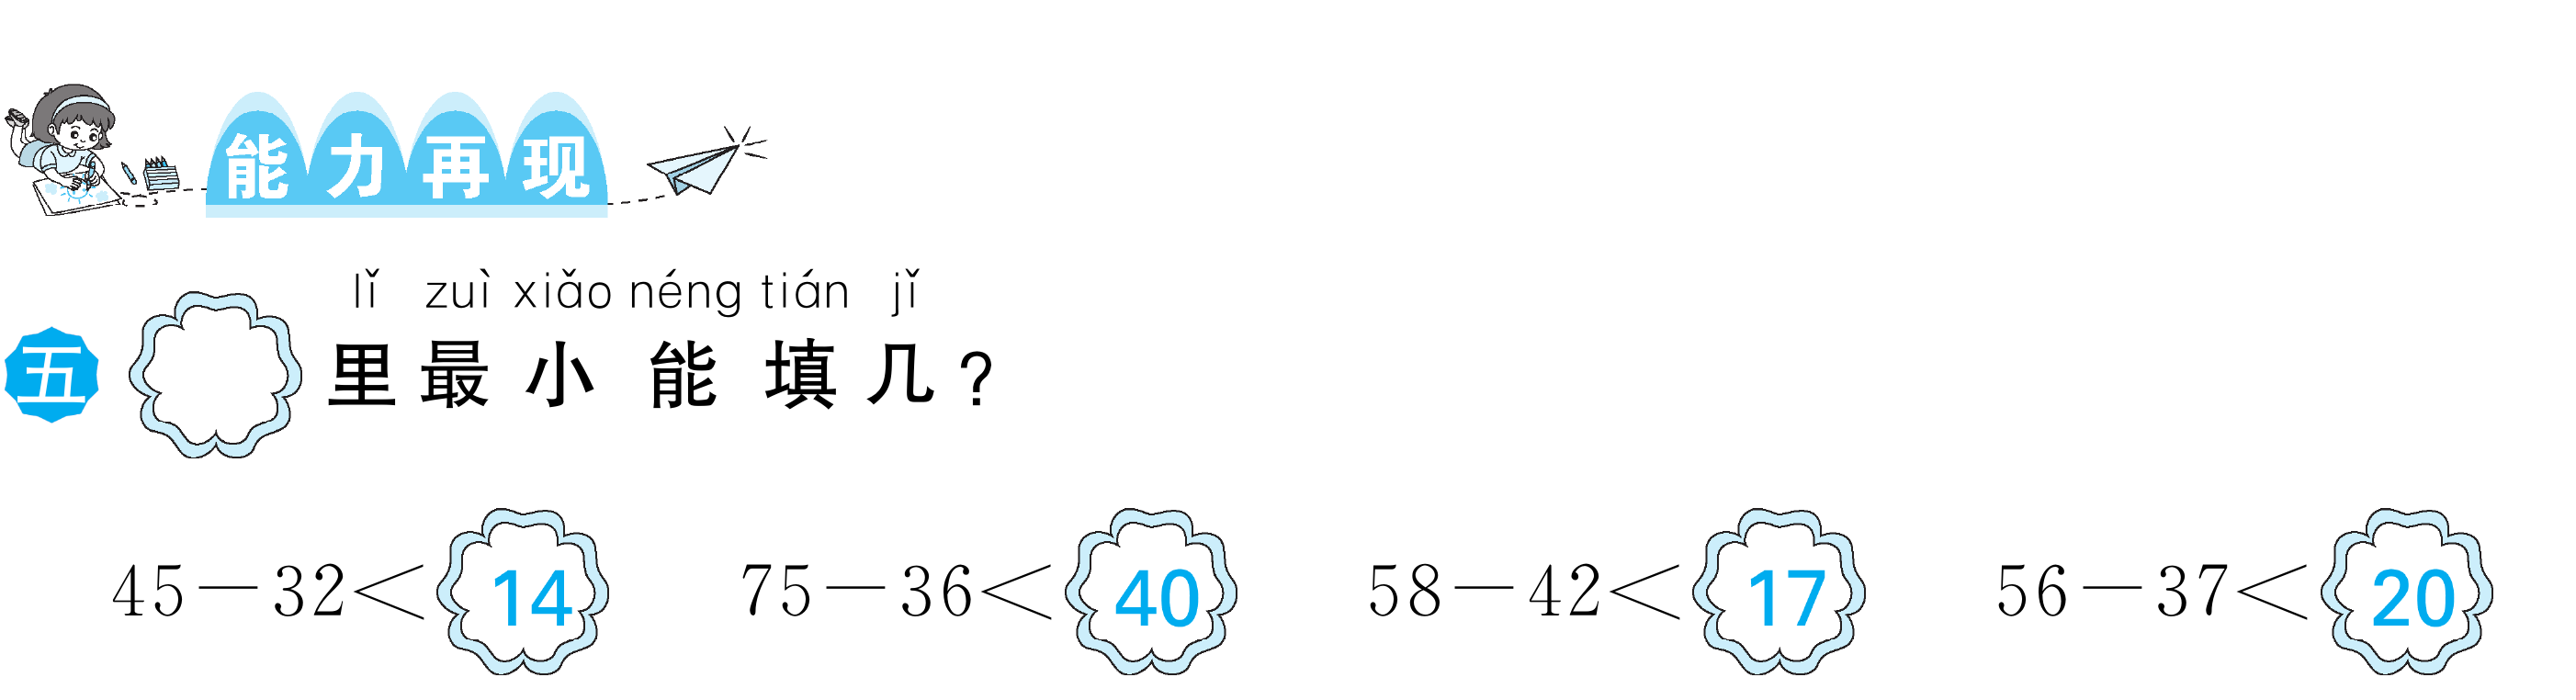 能力再现
lǐ zuì xiǎo néng tián jǐ
五 里最小能填几?
45－32＜14 75－36＜40 58－42＜17 56－37＜20